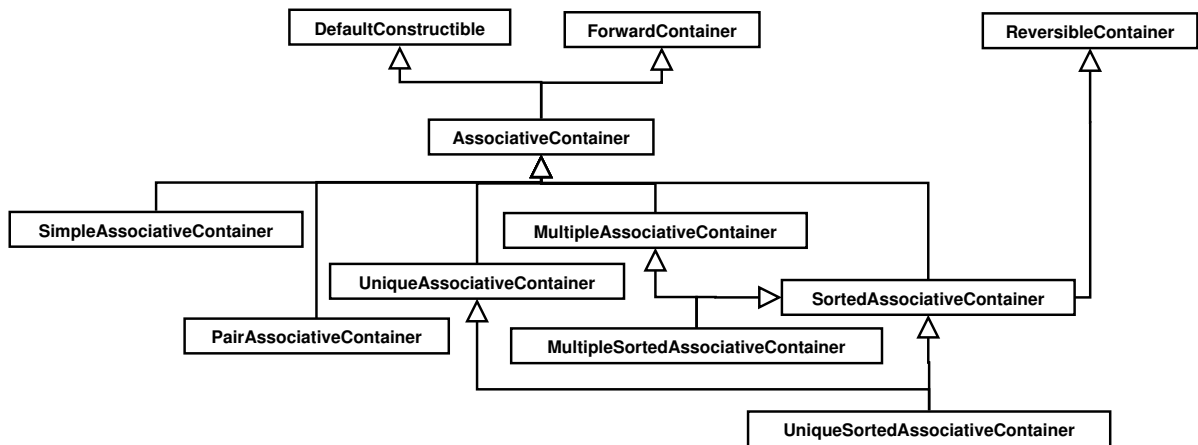 DefaultConstructible
ForwardContainer
ReversibleContainer
AssociativeContainer
SimpleAssociativeContainer
MultipleAssociativeContainer
UniqueAssociativeContainer
SortedAssociativeContainer
PairAssociativeContainer
MultipleSortedAssociativeContainer
UniqueSortedAssociativeContainer